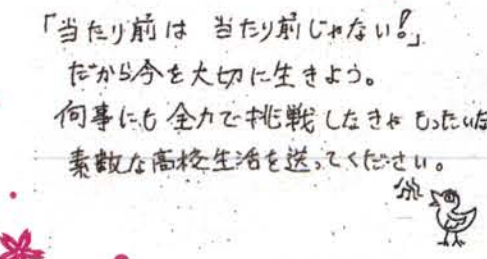 「当たり前は 当たり前じゃない!」
だから今を大切に生きよう。
何事にも全力で挑戦しなきゃもったいな
素敵な高校生活を送ってください。